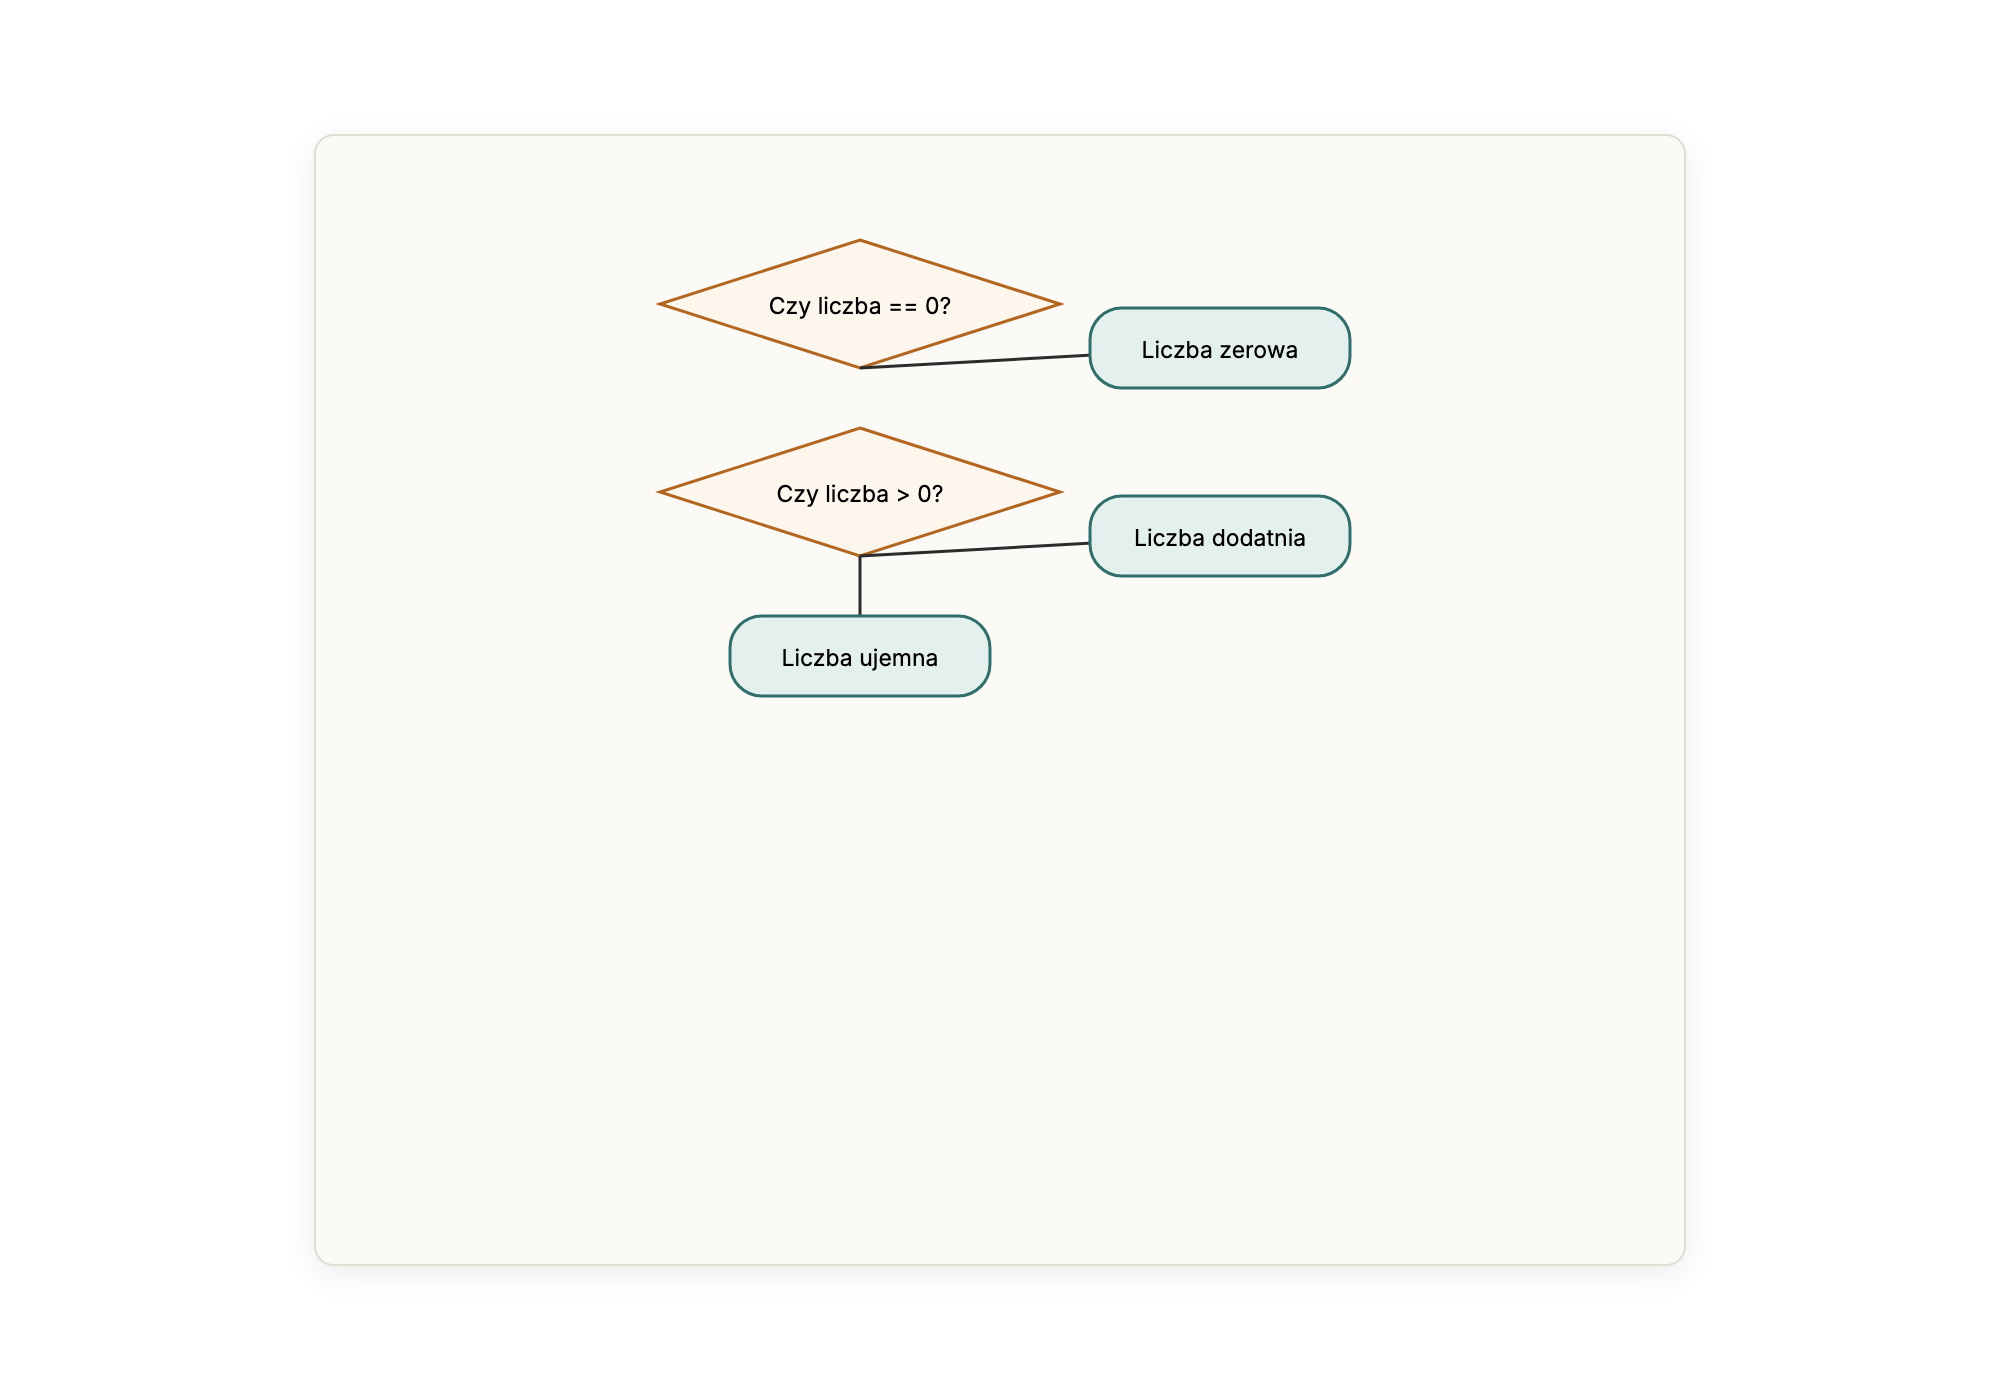 Czy liczba == 0?
Liczba zerowa
Czy liczba > 0?
Liczba dodatnia
Liczba ujemna